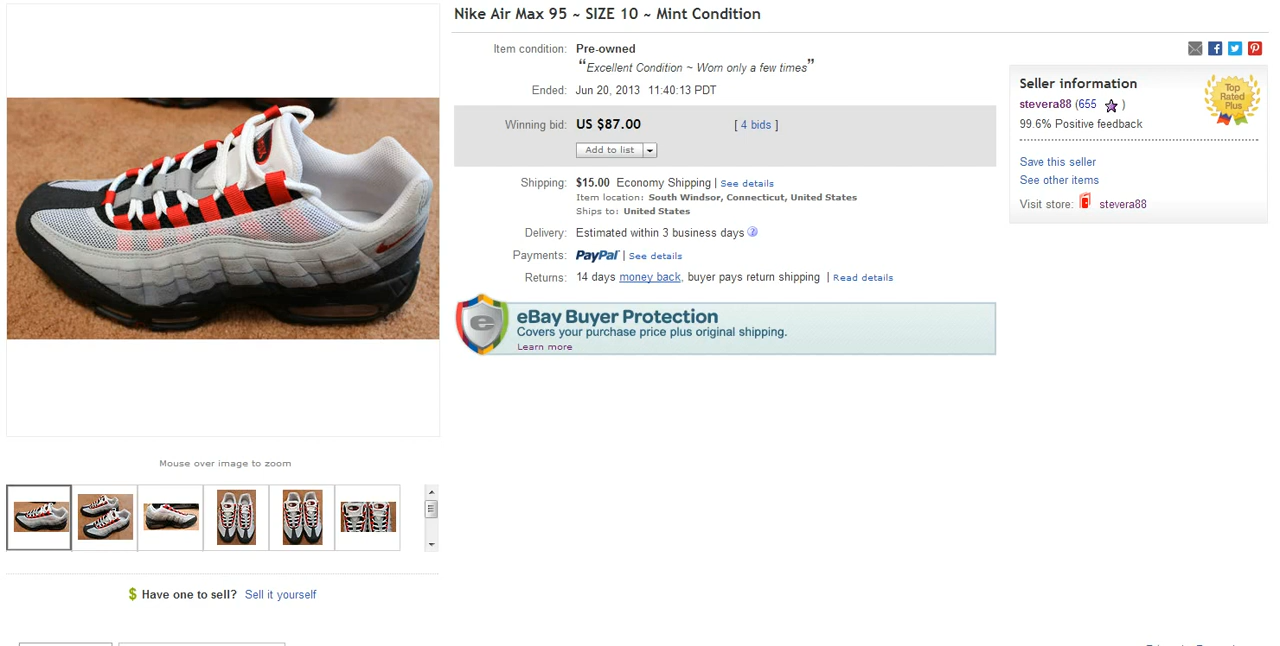 Nike Air Max 95 ~ SIZE 10 ~ Mint Condition
Item condition: Pre-owned
“Excellent Condition ~ Worn only a few times”
Ended: Jun 20, 2013 11:40:13 PDT
Winning bid: US $87.00 [ 4 bids ]
Add to list
Shipping: $15.00 Economy Shipping | See details
Item location: South Windsor, Connecticut, United States
Ships to: United States
Delivery: Estimated within 3 business days
Payments: PayPal | See details
Returns: 14 days money back, buyer pays return shipping | Read details
eBay Buyer Protection
Covers your purchase price plus original shipping.
Learn more
Seller information
stevera88 (655 )
99.6% Positive feedback
Top
Rated
Plus
Save this seller
See other items
Visit store: stevera88
Mouse over image to zoom
$ Have one to sell? Sell it yourself